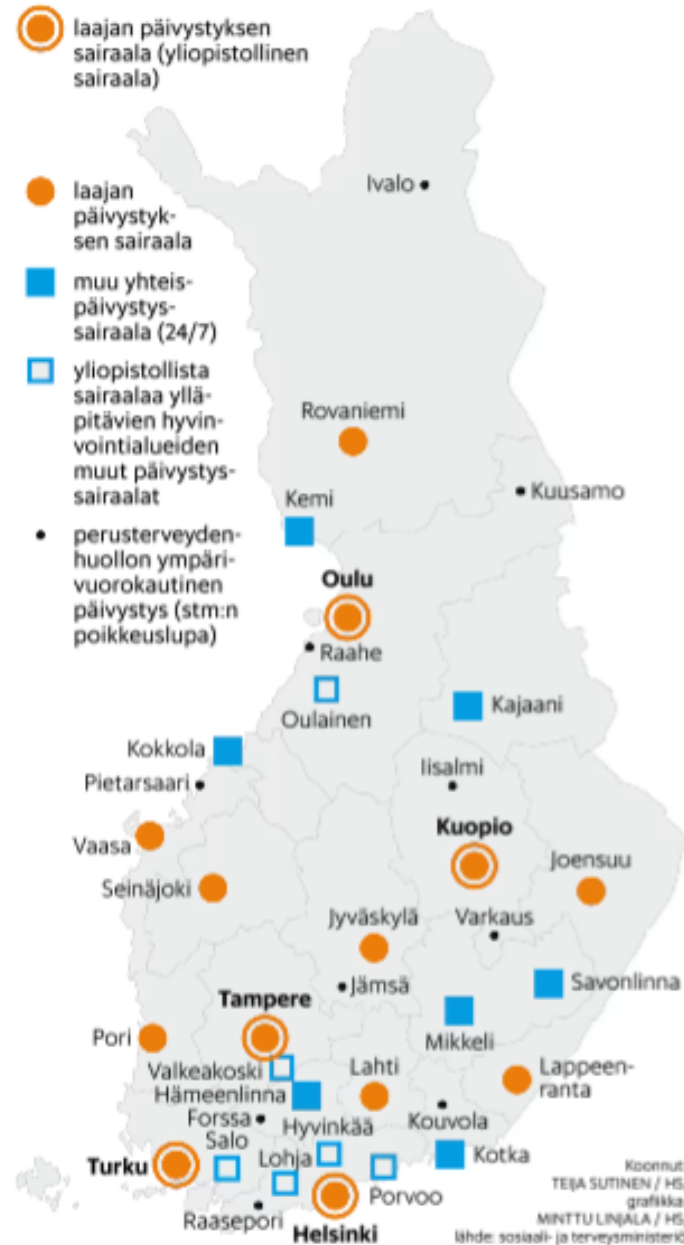 laajan päivystyksen
sairaala (yliopistollinen
sairaala)
laajan
päivystyk-
sen sairaala
muu yhteis-
päivystys-
sairaala (24/7)
yliopistollista
sairaalaa yllä-
pitävien hyvin-
vointialueiden
muut päivystys-
sairaalat
perusterveyden-
huollon ympäri-
vuorokautinen
päivystys (stm:n
poikkeuslupa)
Ivalo
Rovaniemi
Kuusamo
Kemi
Oulu
Raahe
Oulainen
Kajaani
Kokkola
Pietarsaari
Iisalmi
Vaasa
Kuopio
Seinäjoki
Joensuu
Jyväskylä
Varkaus
Jämsä
Savonlinna
Tampere
Mikkeli
Pori
Valkeakoski
Lahti
Lappeen-
ranta
Hämeenlinna
Forssa
Hyvinkää
Kouvola
Salo
Lohja
Kotka
Turku
Porvoo
Raasepori
Helsinki
Koonnut:
TEIJA SUTINEN / HS,
grafiikka:
MINTTU LINJALA / HS,
lähde: sosiaali- ja terveysministeriö